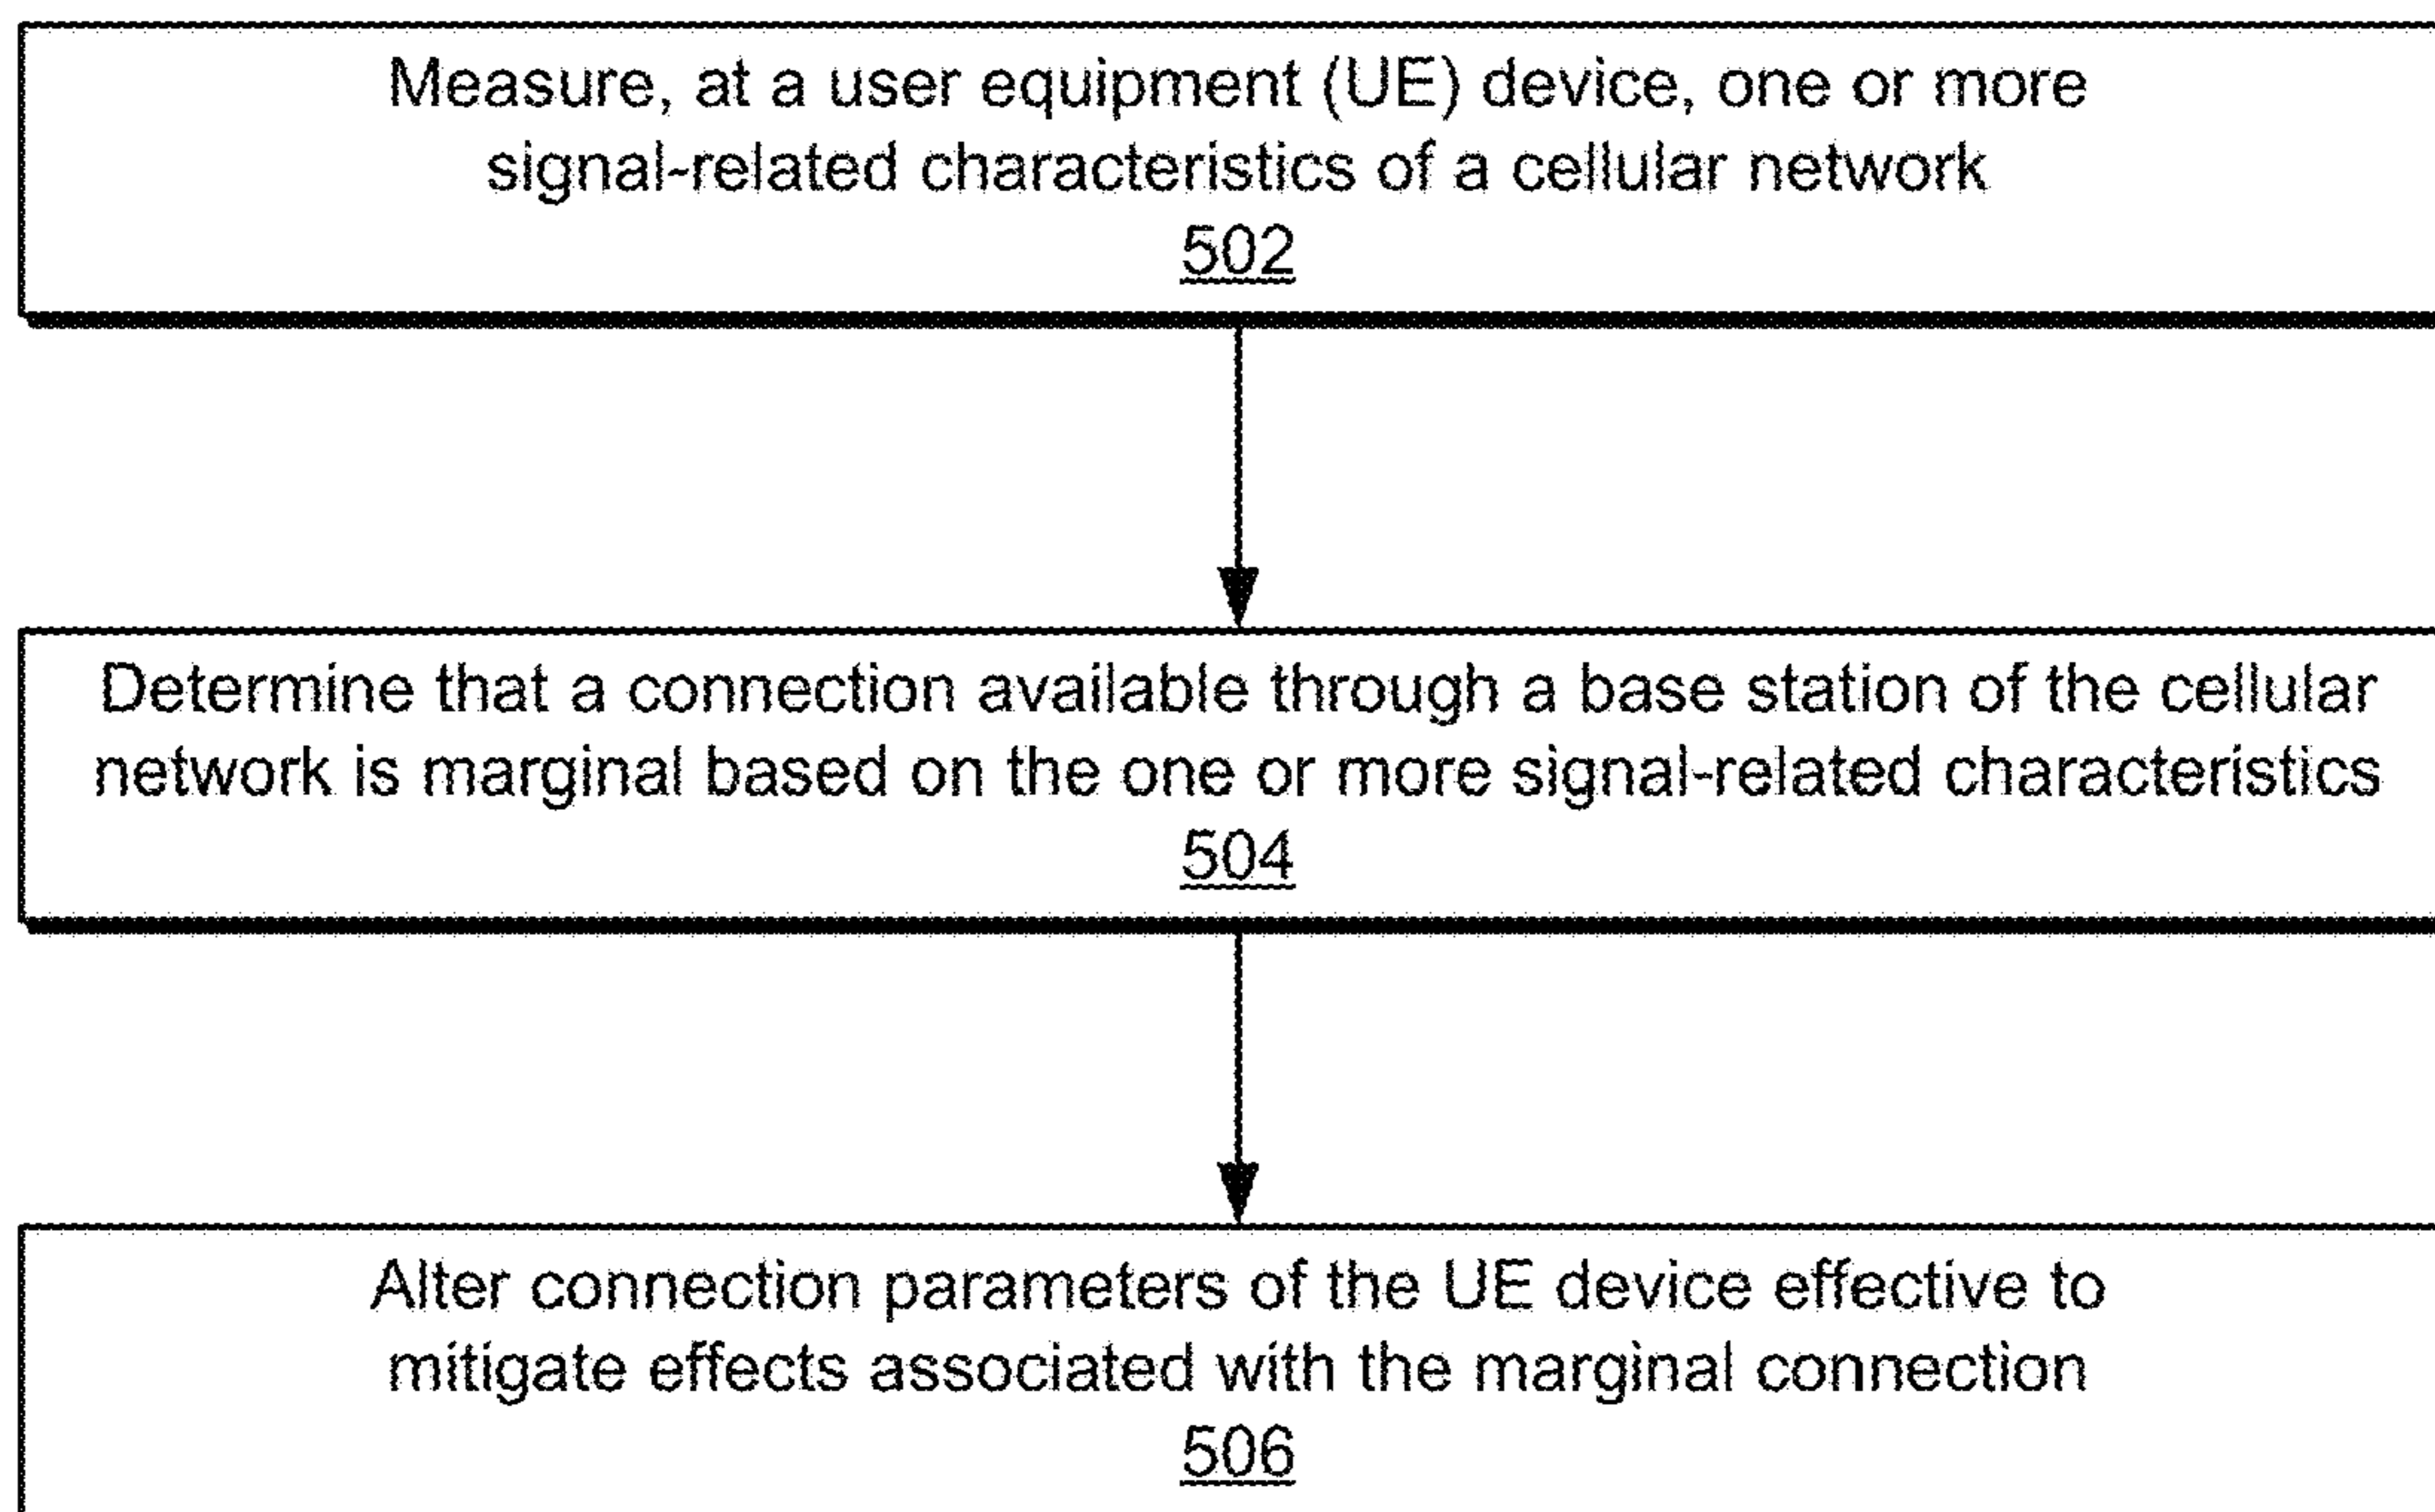 Measure, at a user equipment (UE) device, one or more
signal-related characteristics of a cellular network
502
Determine that a connection available through a base station of the cellular
network is marginal based on the one or more signal-related characteristics
504
Alter connection parameters of the UE device effective to
mitigate effects associated with the marginal connection
506